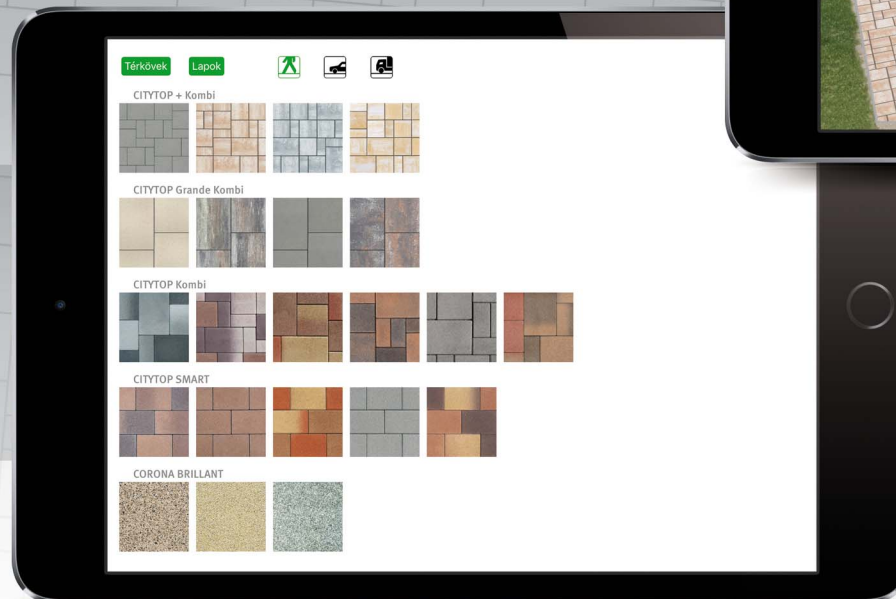 Térkövek Lapok
CITYTOP + Kombi
CITYTOP Grande Kombi
CITYTOP Kombi
CITYTOP SMART
CORONA BRILLANT